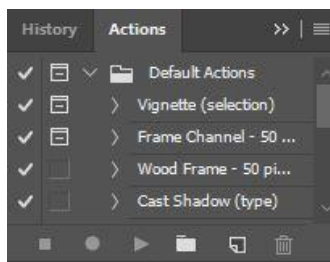 History Actions
Default Actions
Vignette (selection)
Frame Channel - 50 ...
Wood Frame - 50 pi...
Cast Shadow (type)